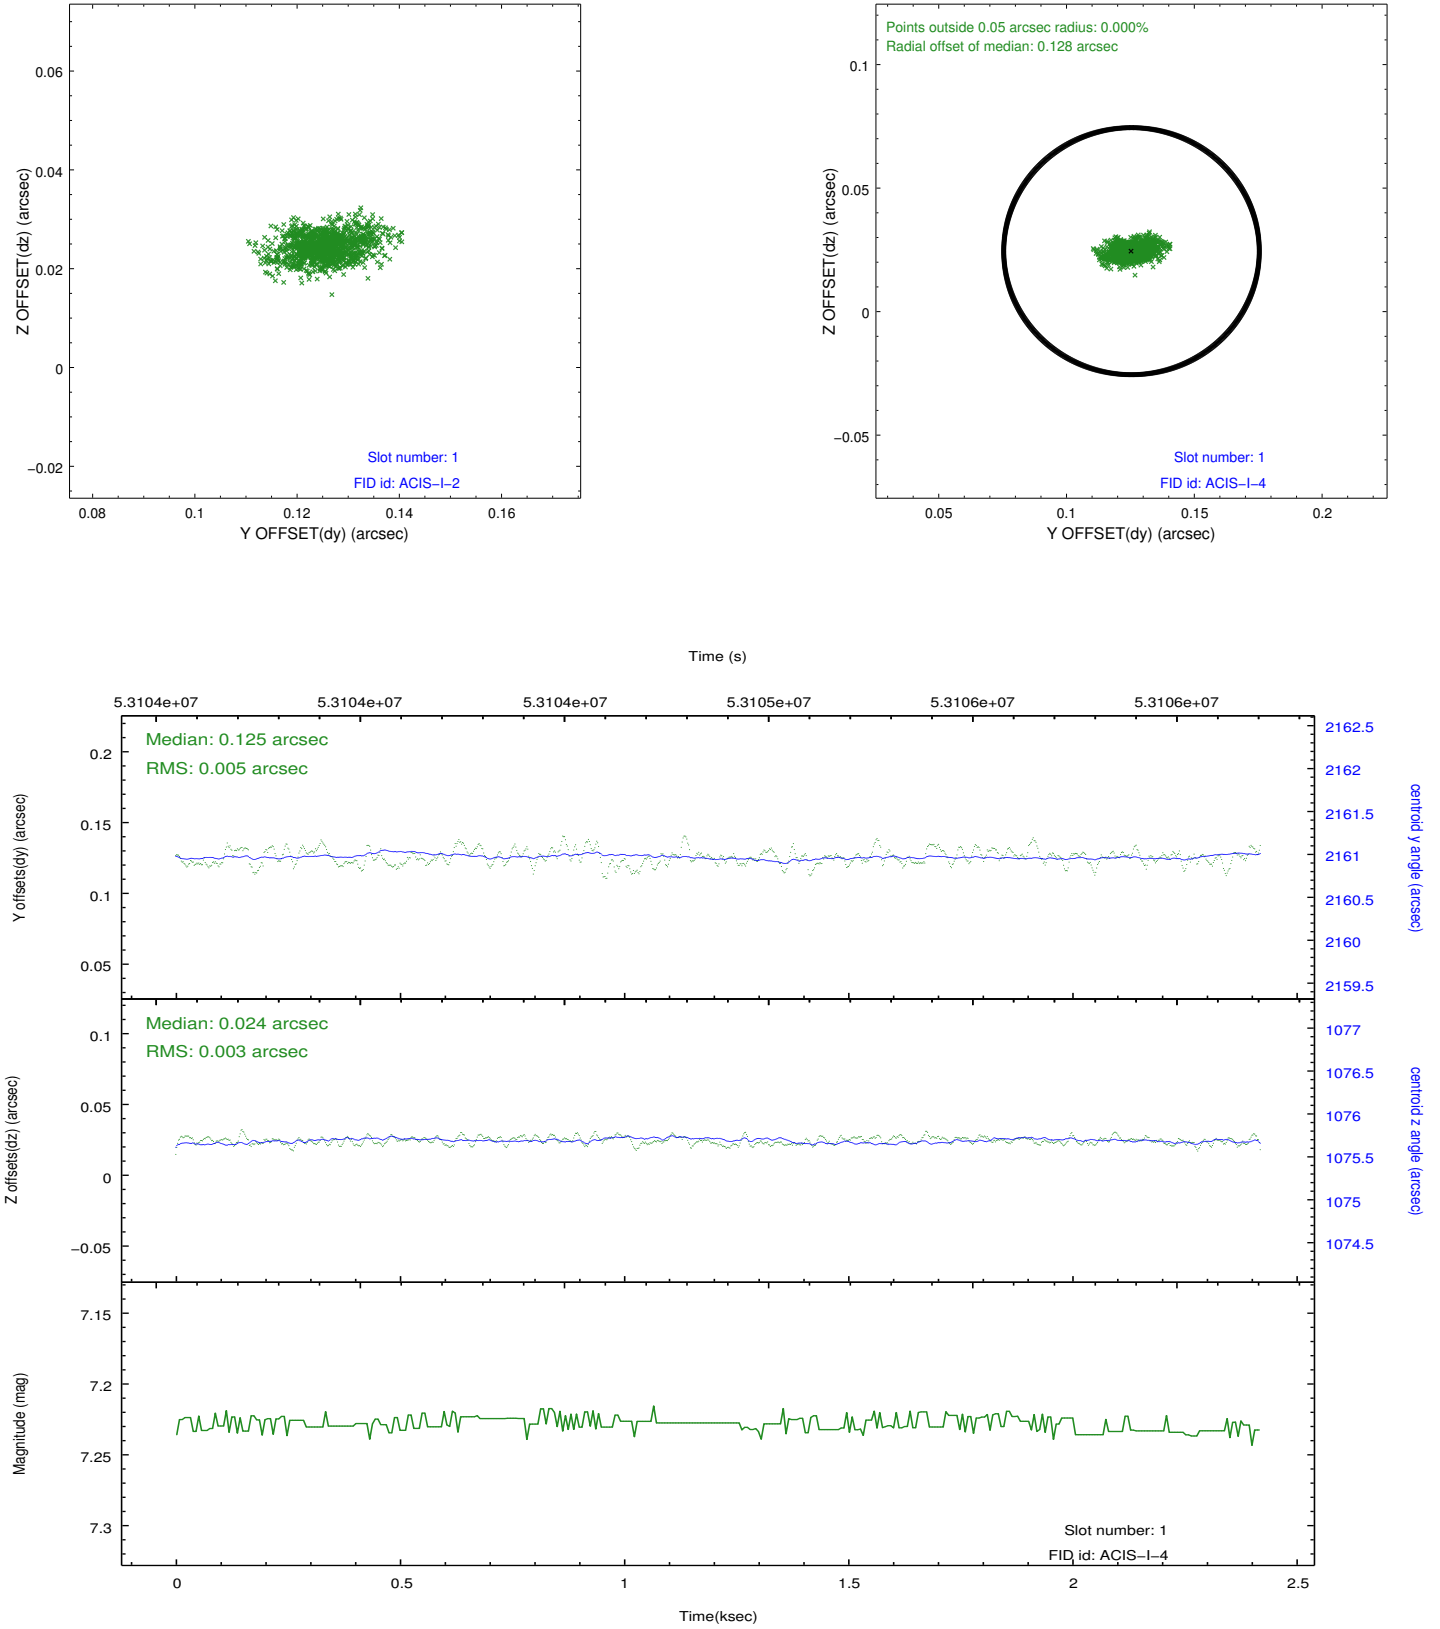 0.06
0.04
0.02
0
−0.02
Z OFFSET(dz) (arcsec)
Slot number: 1
FID id: ACIS−I−2
0.08
0.1
0.12
0.14
0.16
Y OFFSET(dy) (arcsec)
Points outside 0.05 arcsec radius: 0.000%
Radial offset of median: 0.128 arcsec
0.1
0.05
0
−0.05
Z OFFSET(dz) (arcsec)
Slot number: 1
FID id: ACIS−I−4
0.05
0.1
0.15
0.2
Y OFFSET(dy) (arcsec)
Time (s)
5.3104e+07
5.3104e+07
5.3104e+07
5.3105e+07
5.3106e+07
5.3106e+07
Median: 0.125 arcsec
RMS: 0.005 arcsec
0.2
0.15
0.1
0.05
Y offsets(dy) (arcsec)
2162.5
2162
2161.5
2161
2160.5
2160
2159.5
centroid y angle (arcsec)
Median: 0.024 arcsec
RMS: 0.003 arcsec
0.1
0.05
0
−0.05
Z offsets(dz) (arcsec)
1077
1076.5
1076
1075.5
1075
1074.5
centroid z angle (arcsec)
7.15
7.2
7.25
7.3
Magnitude (mag)
Slot number: 1
FID id: ACIS−I−4
0
0.5
1
1.5
2
2.5
Time(ksec)